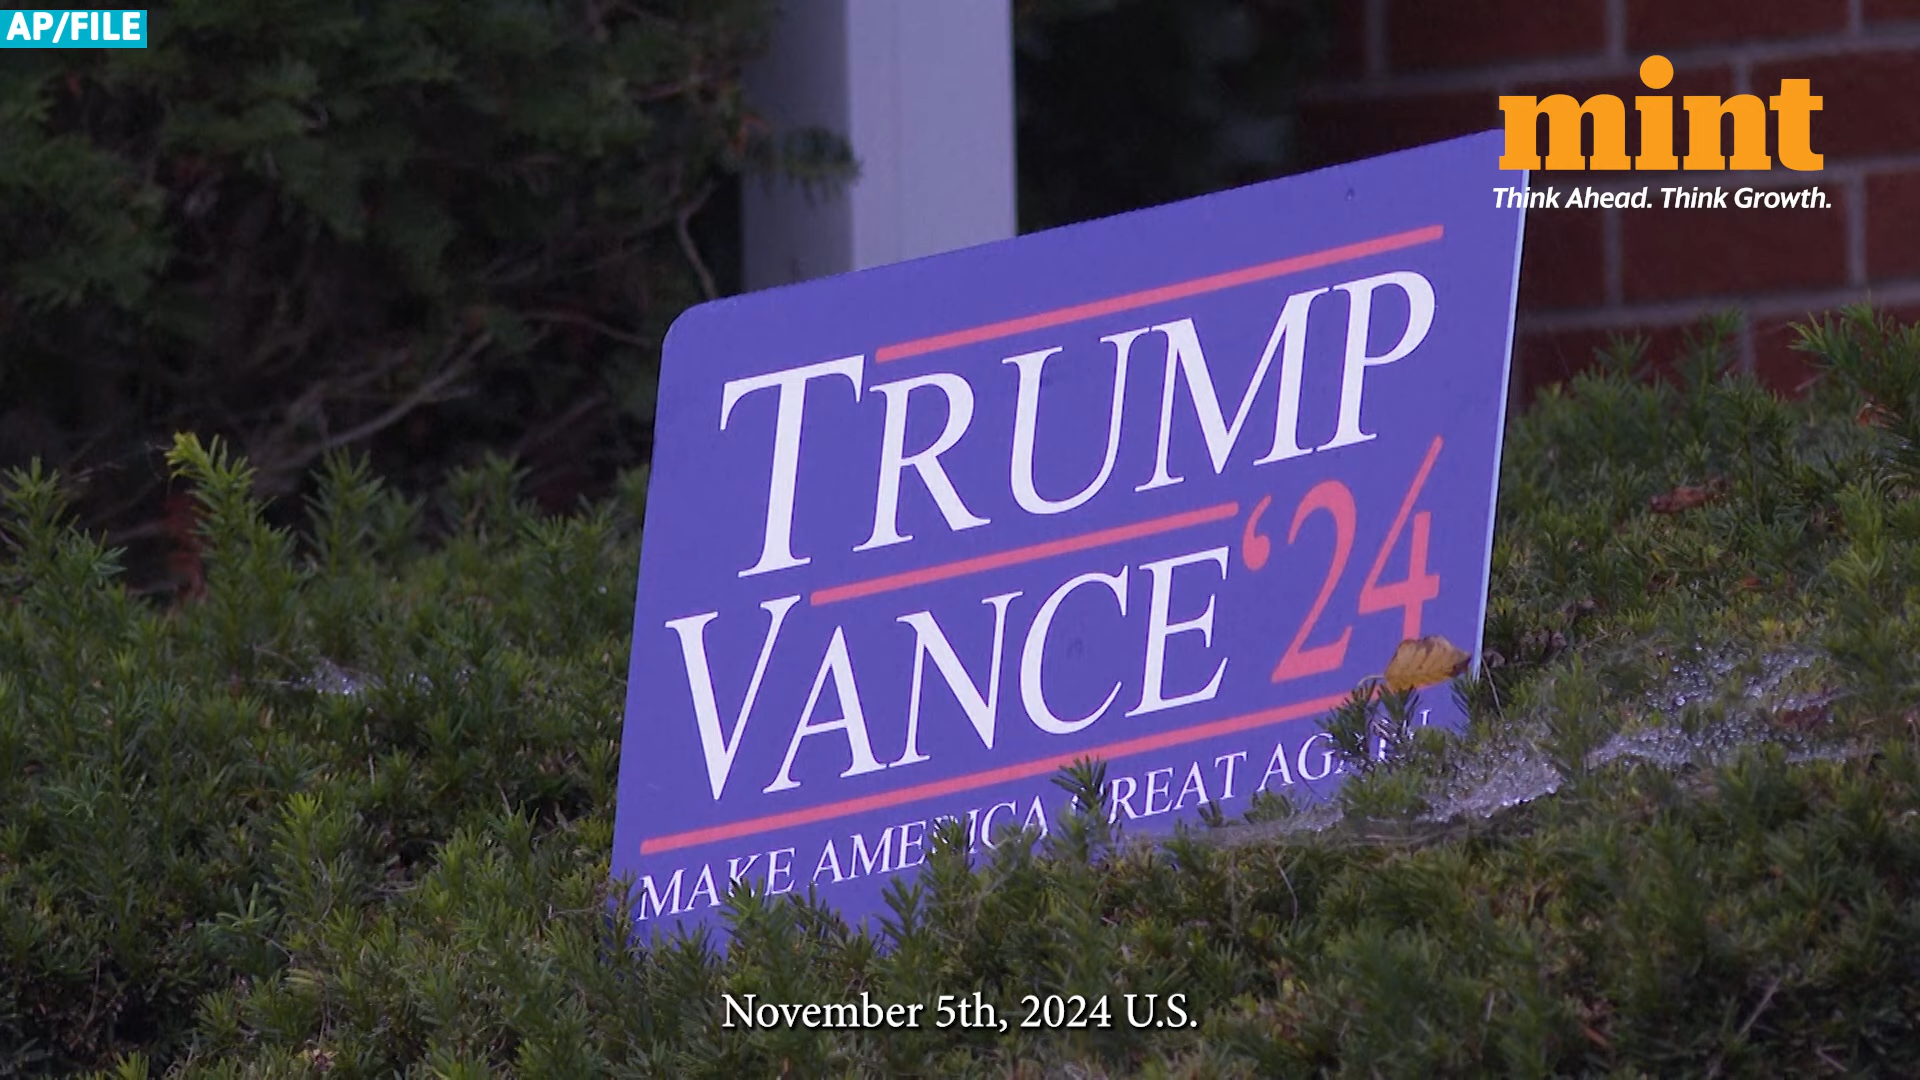 AP/FILE
mint
Think Ahead. Think Growth.
TRUMP
VANCE '24
MAKE AMERICA GREAT AGAIN
November 5th, 2024 U.S.